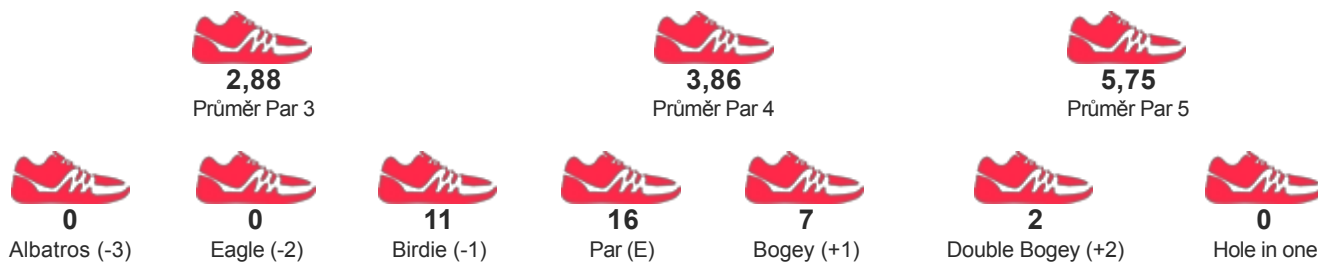 2,88 3,86 5,75
Průměr Par 3 Průměr Par 4 Průměr Par 5
0 0 11 16 7 2 0
Albatros (-3) Eagle (-2) Birdie (-1) Par (E) Bogey (+1) Double Bogey (+2) Hole in one